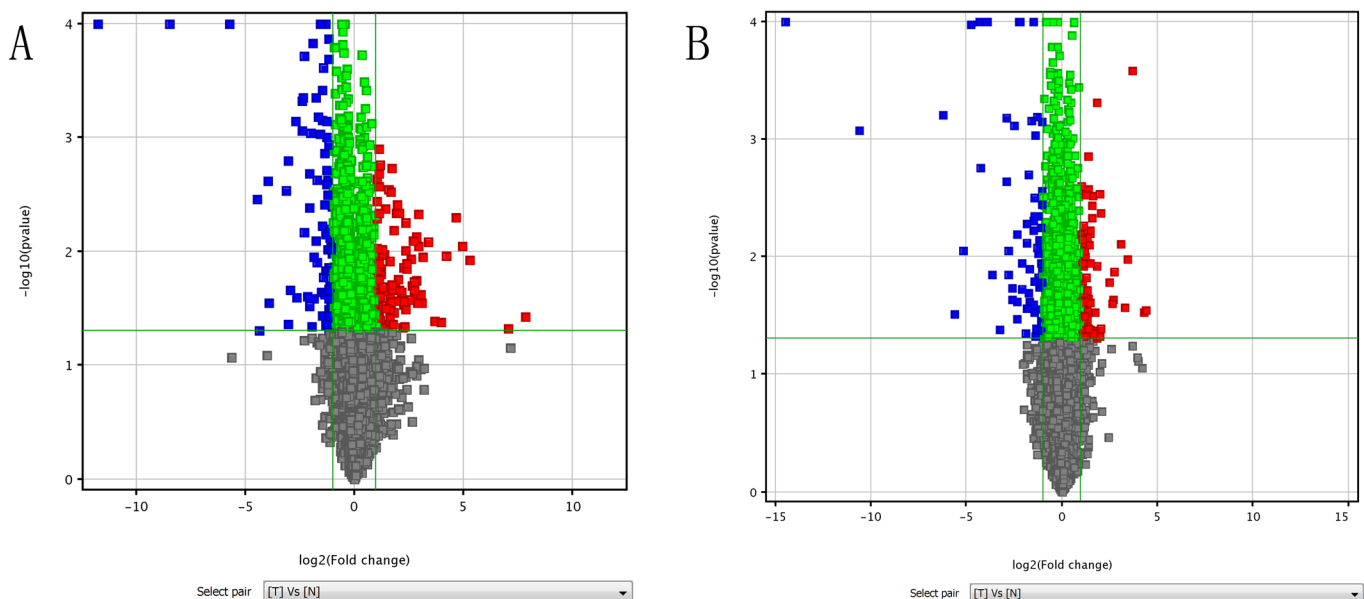 A
4
3
2
1
0
-log10(pvalue)
−10
−5
0
5
10
log2(Fold change)
Select pair
[T] Vs [N]
B
4
3
2
1
0
-log10(pvalue)
−15
−10
−5
0
5
10
15
log2(Fold change)
Select pair
[T] Vs [N]